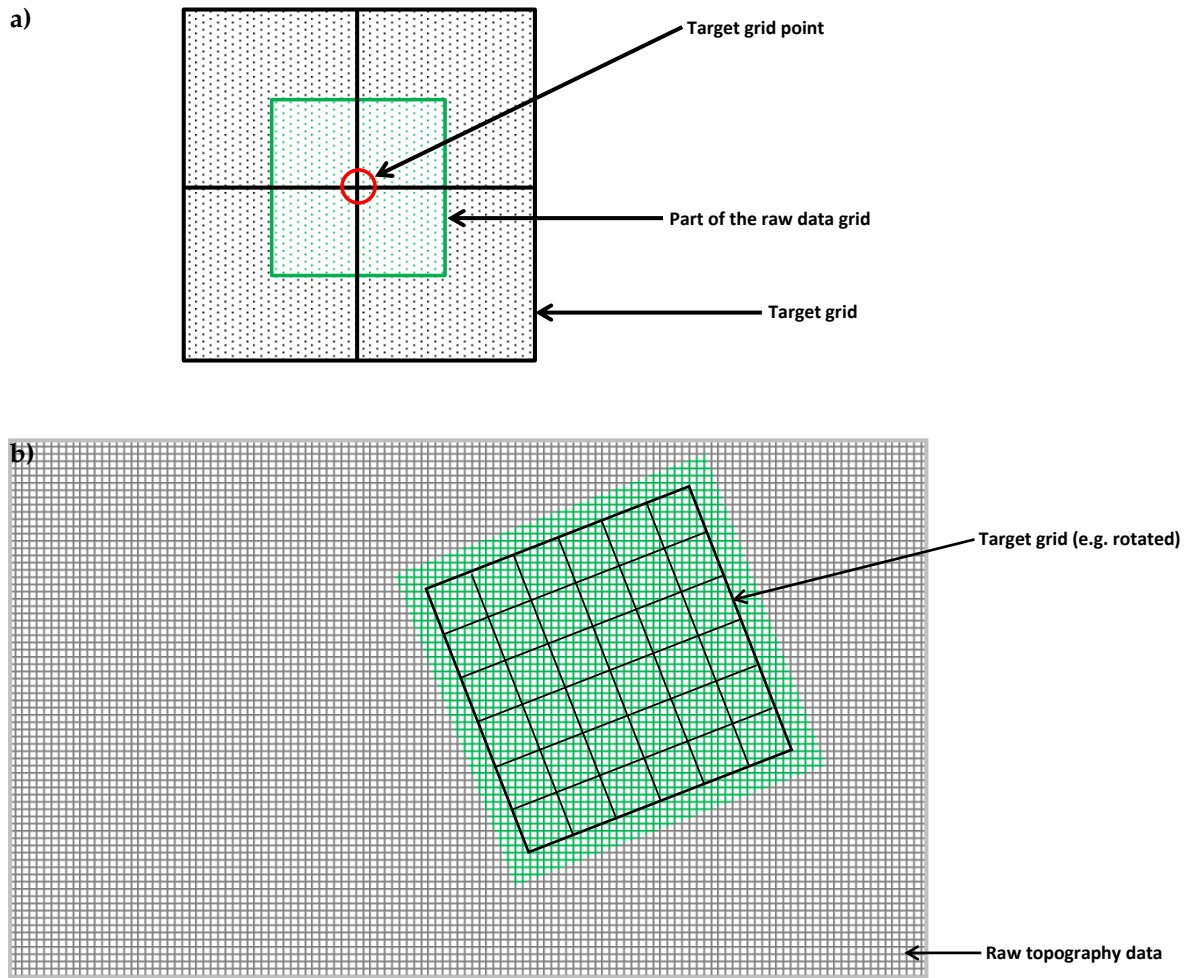 a)
Target grid point
Part of the raw data grid
Target grid
b)
Target grid (e.g. rotated)
Raw topography data